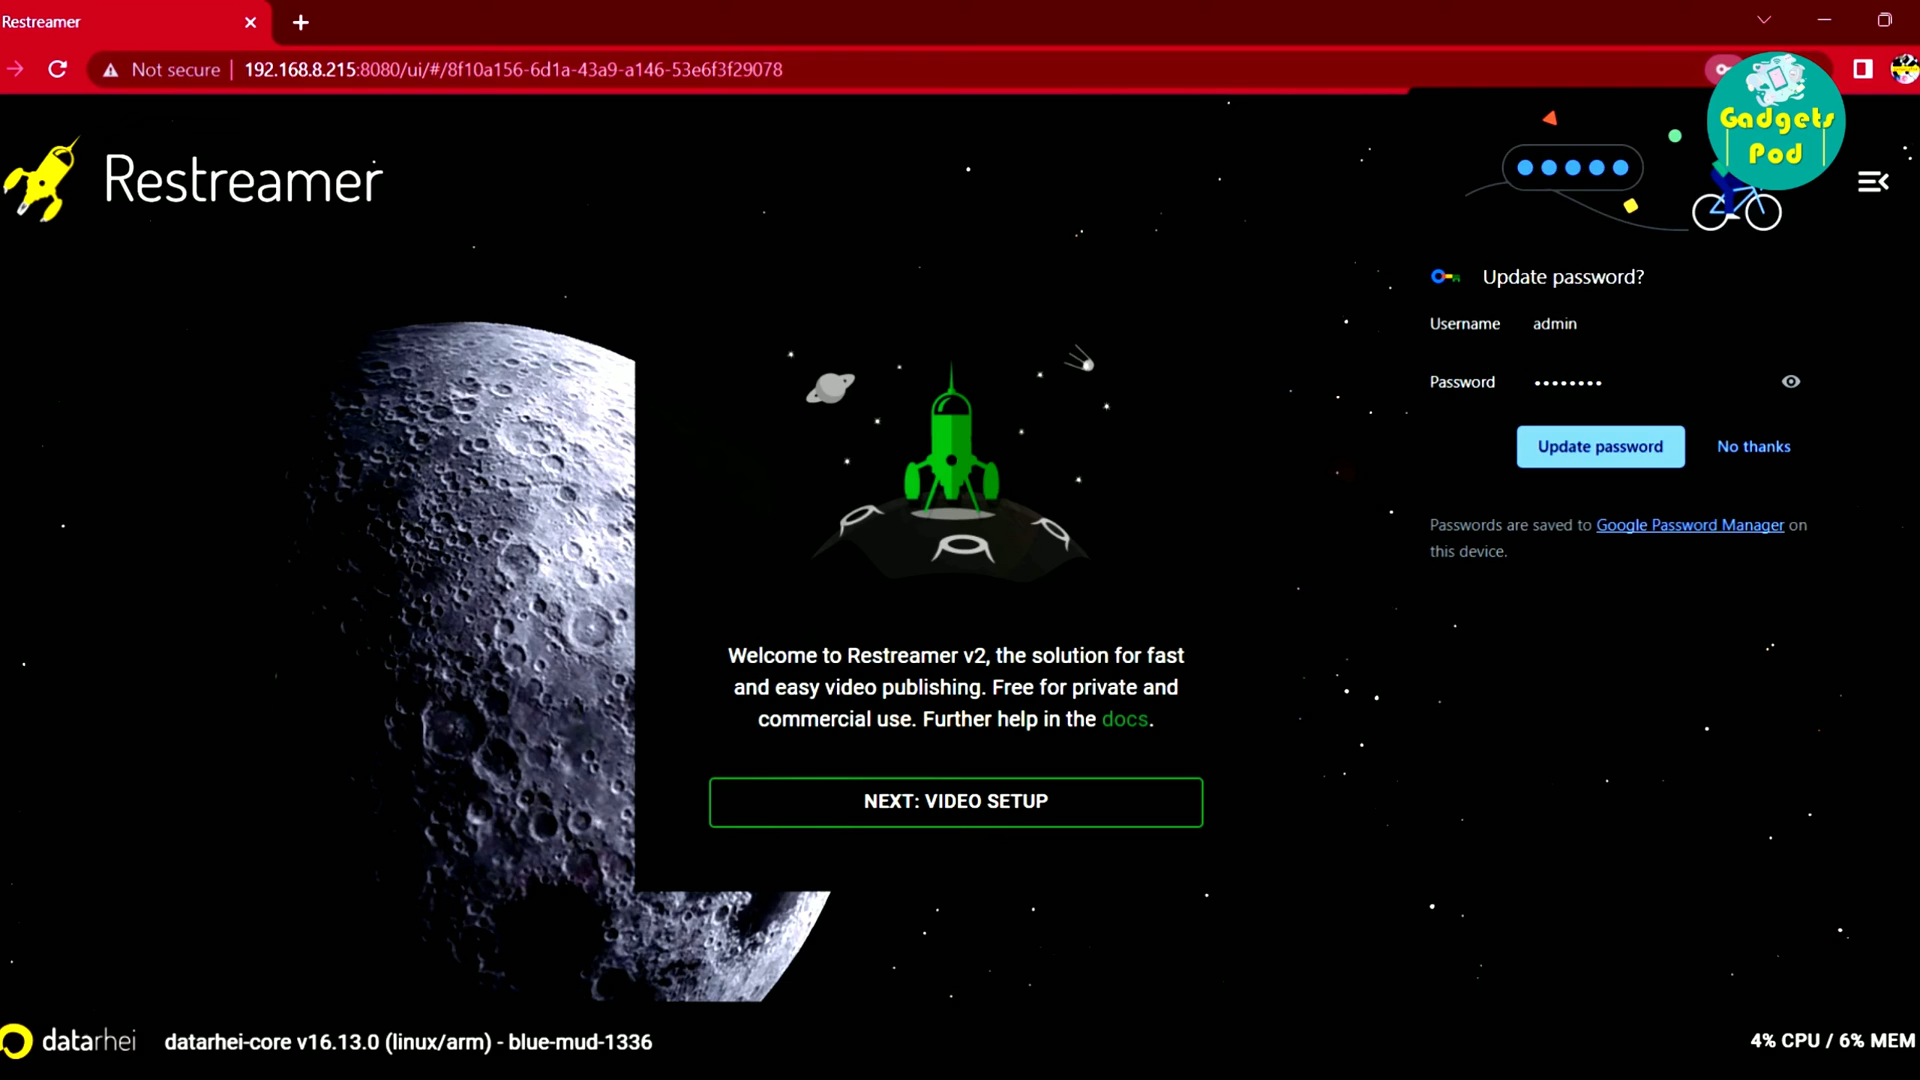 Restreamer
Not secure
192.168.8.215:8080/ui/#/8f10a156-6d1a-43a9-a146-53e6f3f29078
Gadgets
Pod
Restreamer
Update password?
Username admin
Password ••••••••
Update password
No thanks
Passwords are saved to Google Password Manager on
this device.
Welcome to Restreamer v2, the solution for fast
and easy video publishing. Free for private and
commercial use. Further help in the docs.
NEXT: VIDEO SETUP
datarhei
datarhei-core v16.13.0 (linux/arm) - blue-mud-1336
4% CPU / 6% MEM